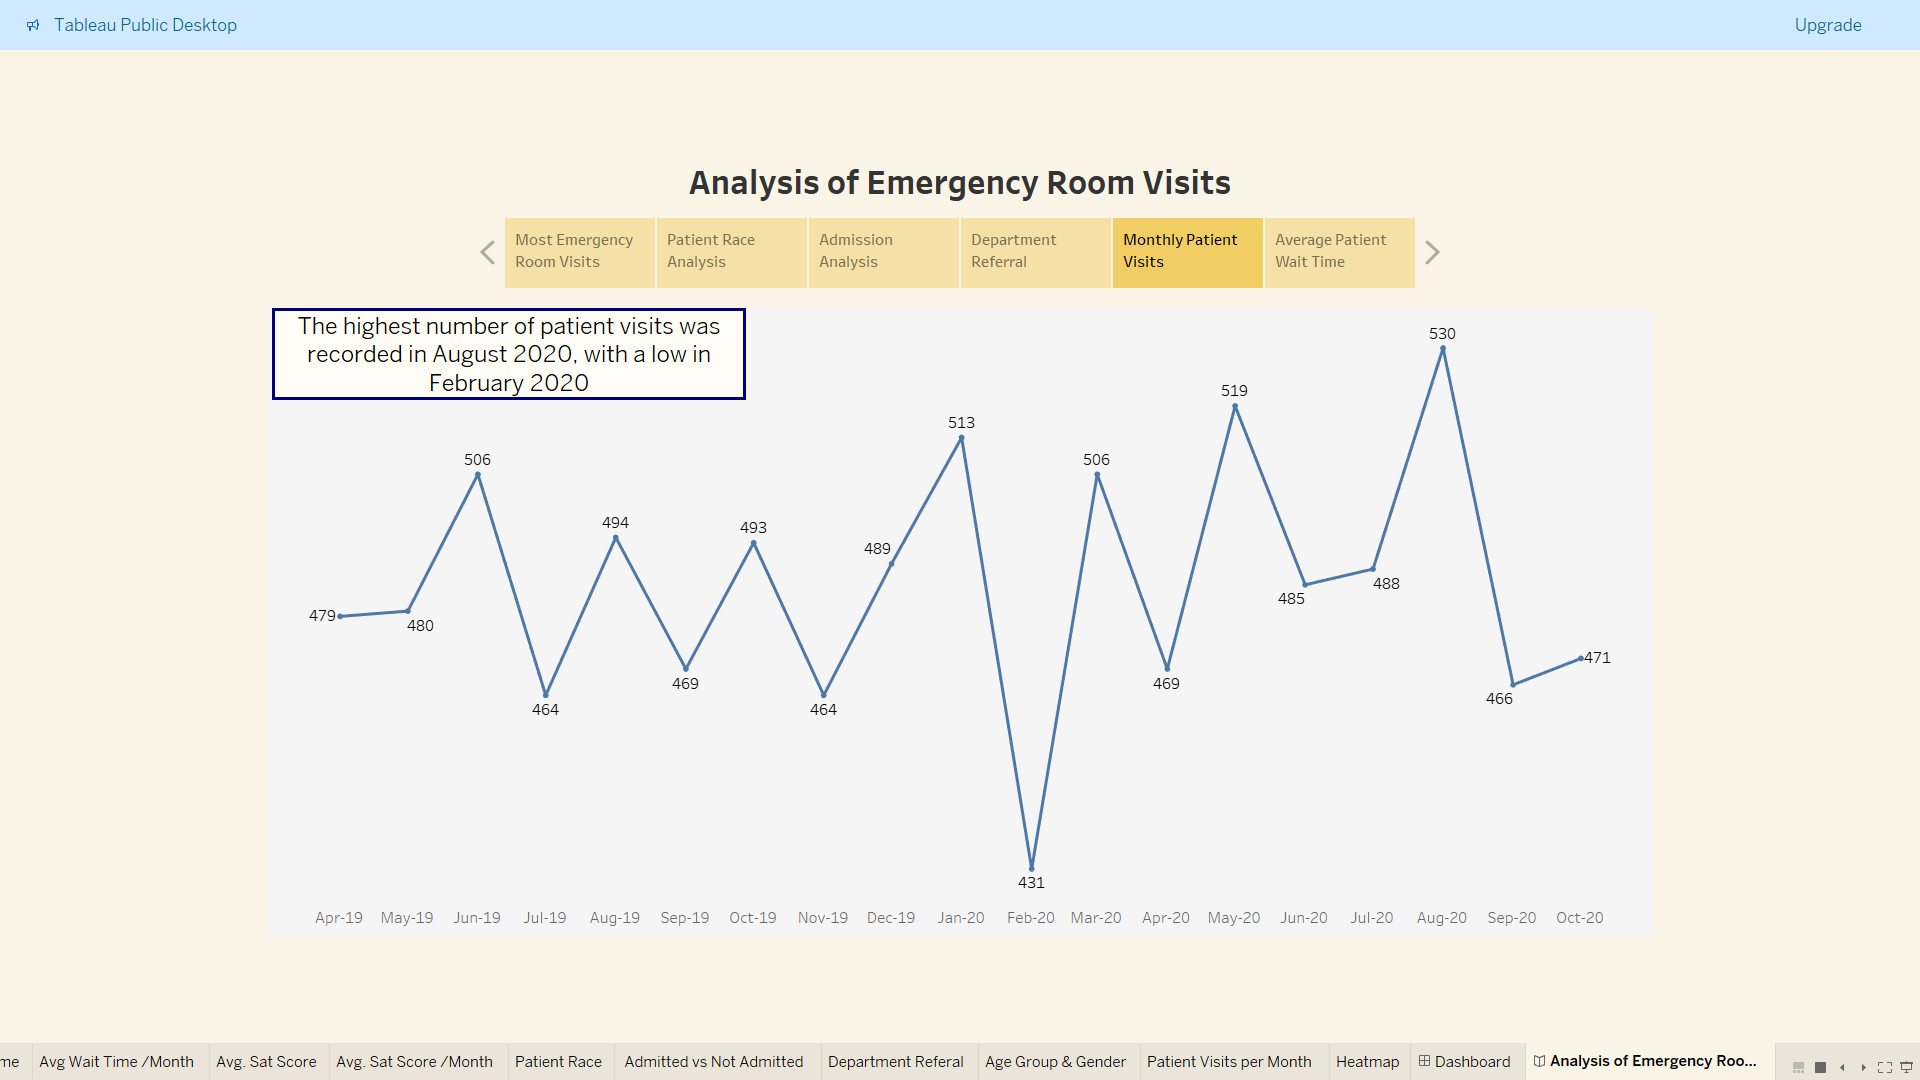 Tableau Public Desktop
Upgrade
Analysis of Emergency Room Visits
Most Emergency
Room Visits
Patient Race
Analysis
Admission
Analysis
Department
Referral
Monthly Patient
Visits
Average Patient
Wait Time
The highest number of patient visits was
recorded in August 2020, with a low in
February 2020
479
480
506
464
494
469
493
464
489
513
431
506
469
519
485
488
530
466
471
Apr-19 May-19 Jun-19 Jul-19 Aug-19 Sep-19 Oct-19 Nov-19 Dec-19 Jan-20 Feb-20 Mar-20 Apr-20 May-20 Jun-20 Jul-20 Aug-20 Sep-20 Oct-20
me Avg Wait Time /Month Avg. Sat Score Avg. Sat Score /Month Patient Race Admitted vs Not Admitted Department Referal Age Group & Gender Patient Visits per Month Heatmap Dashboard Analysis of Emergency Roo...